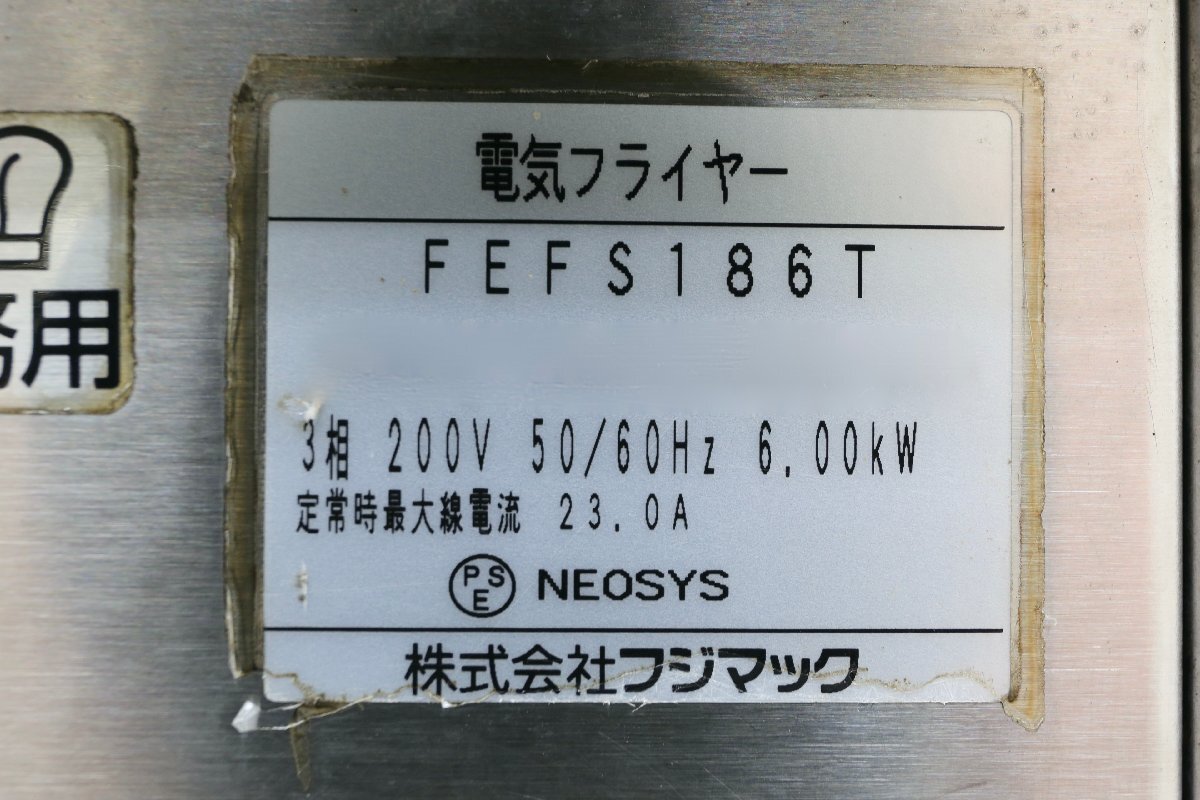 電気フライヤー
FEFS186T
3相 200V 50/60Hz 6.00kW
定常時最大線電流 23.0A
PSE NEOSYS
株式会社フジマック
用